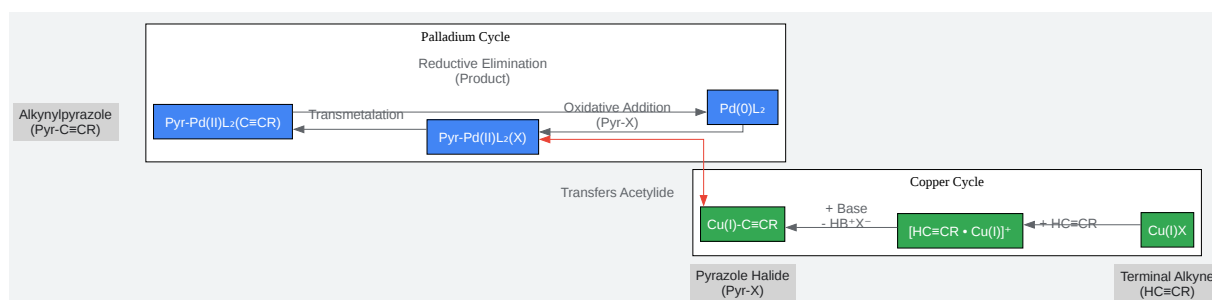 Palladium Cycle
Reductive Elimination
(Product)
Alkynylpyrazole
(Pyr-C≡CR)
Pyr-Pd(II)L₂(C≡CR)
Transmetalation
Pyr-Pd(II)L₂(X)
Oxidative Addition
(Pyr-X)
Pd(0)L₂
Transfers Acetylide
Copper Cycle
Cu(I)-C≡CR
+ Base
- HB⁺X⁻
[HC≡CR • Cu(I)]⁺
+ HC≡CR
Cu(I)X
Pyrazole Halide
(Pyr-X)
Terminal Alkyne
(HC≡CR)